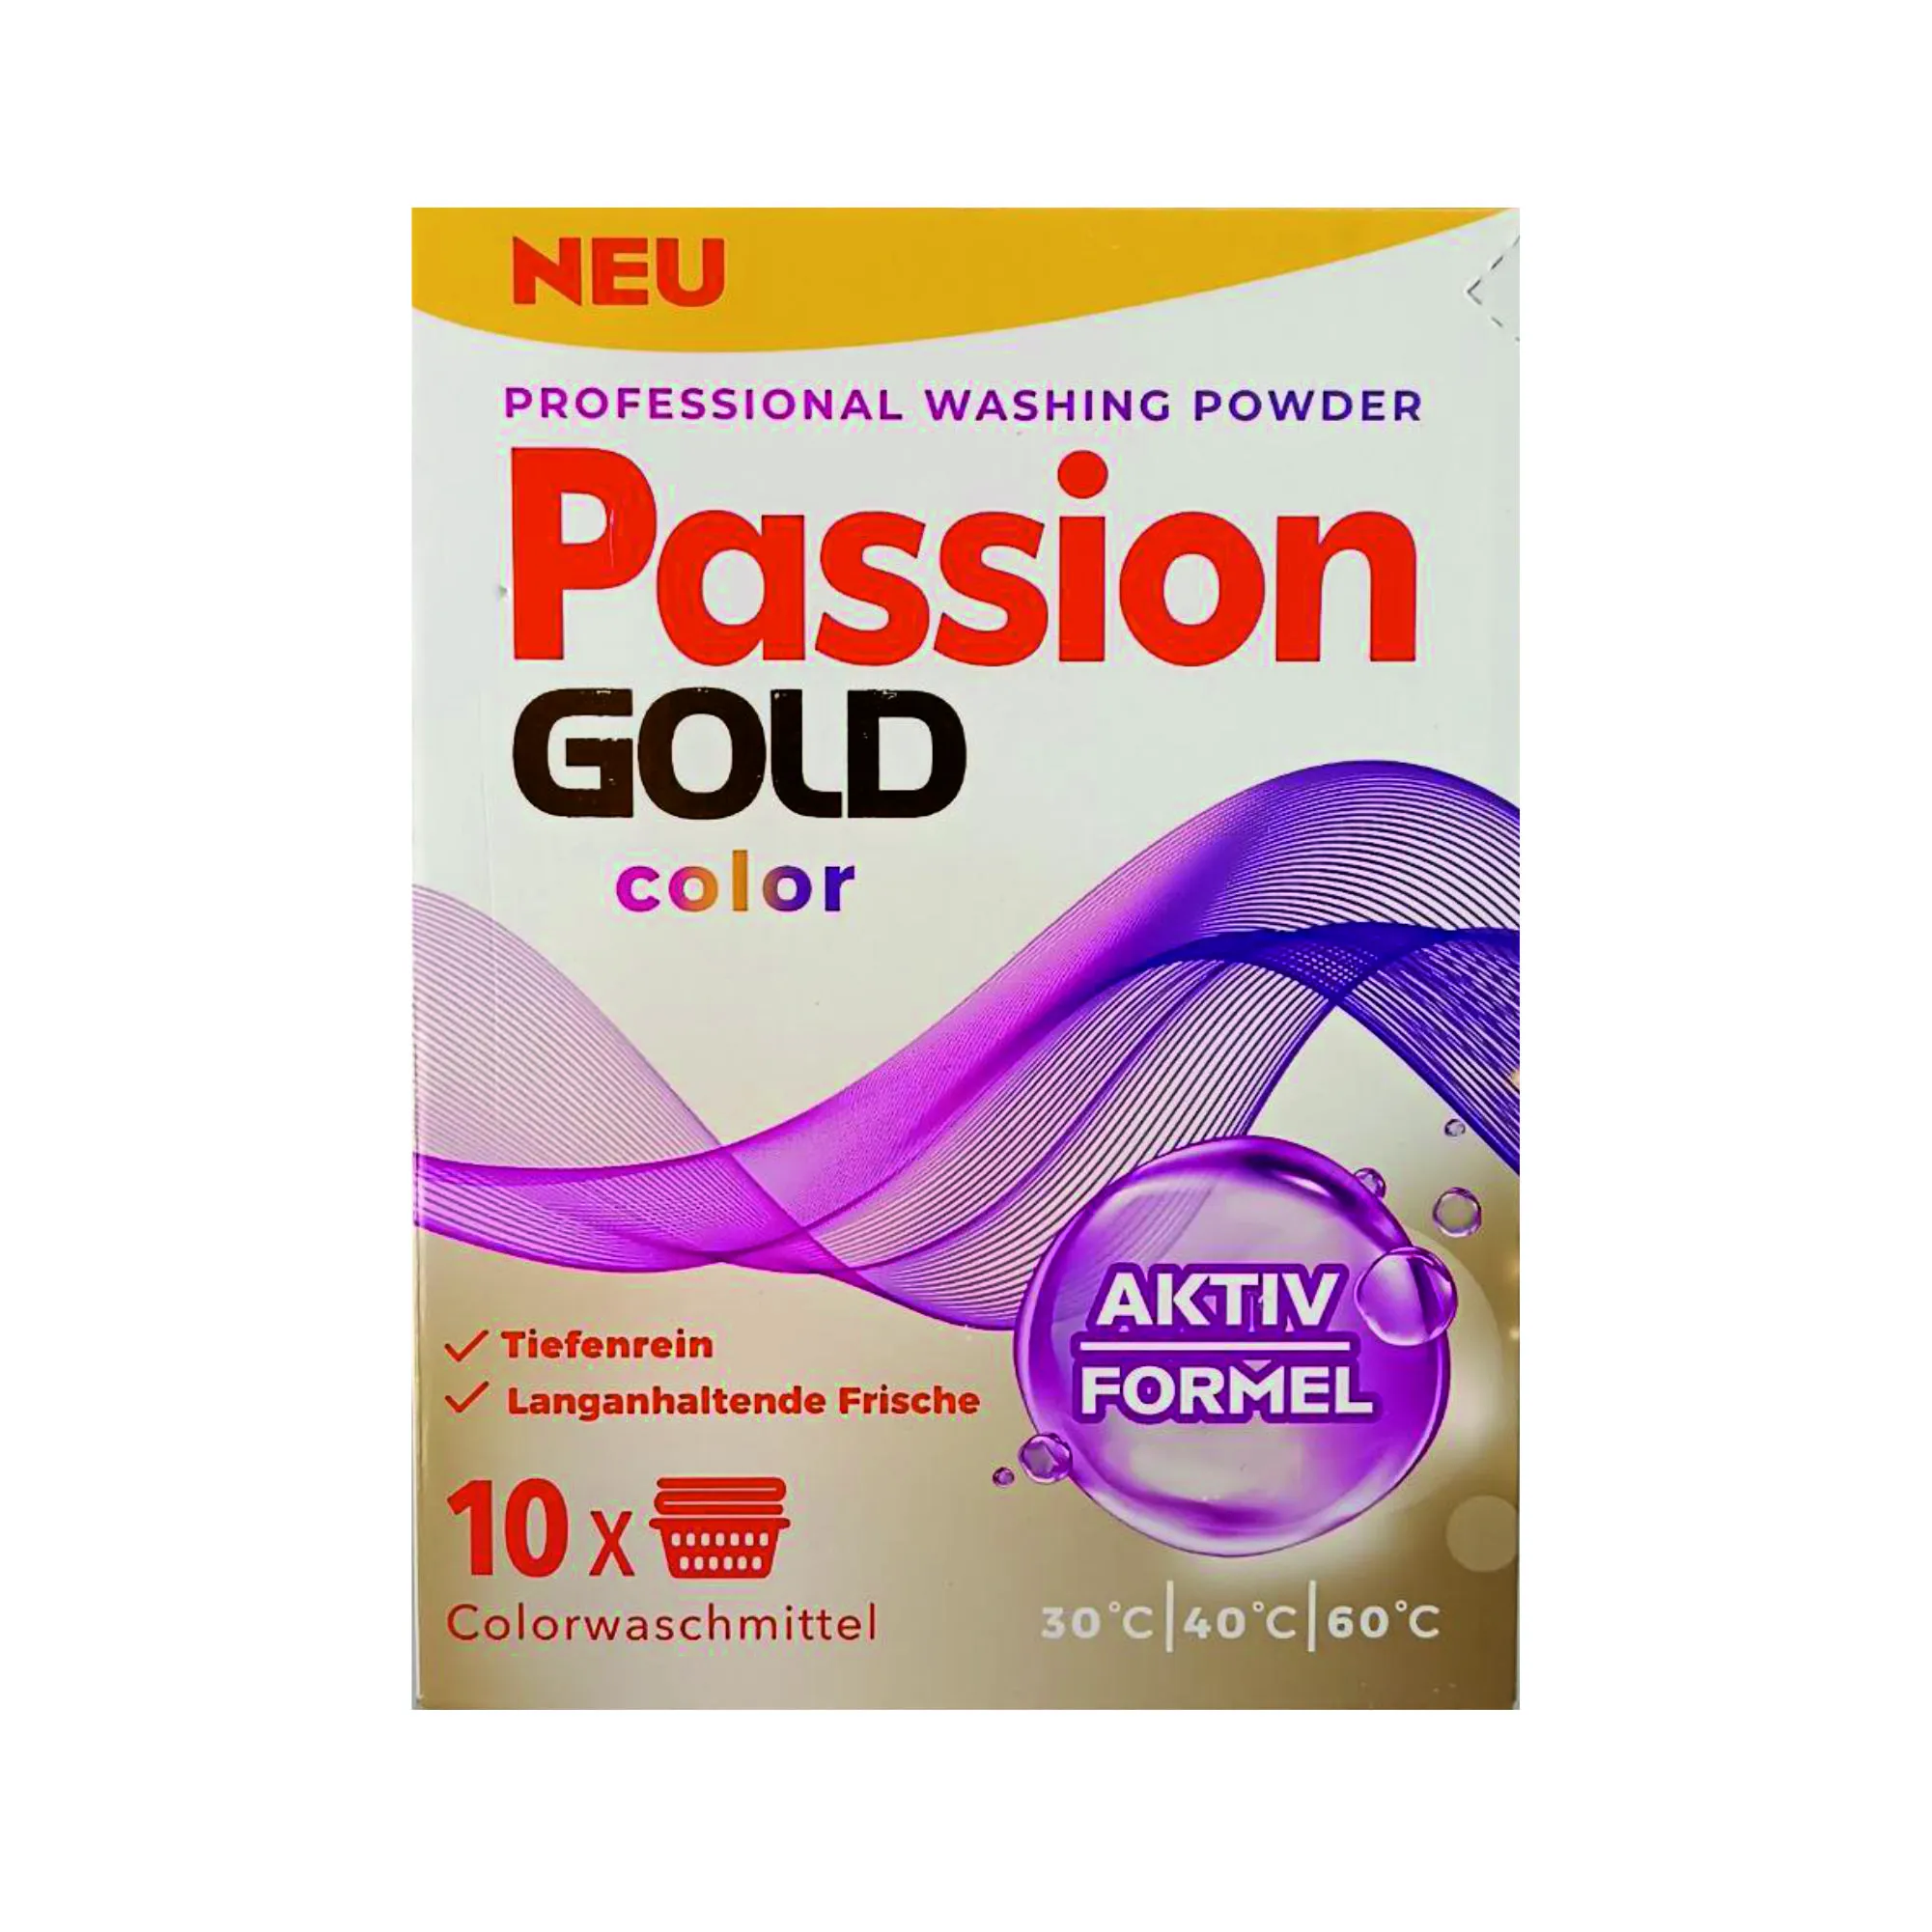 NEU
PROFESSIONAL WASHING POWDER
Passion
GOLD
color
AKTIV
FORMEL
Tiefenrein
Langanhaltende Frische
10 x
Colorwaschmittel
30°C|40°C|60°C